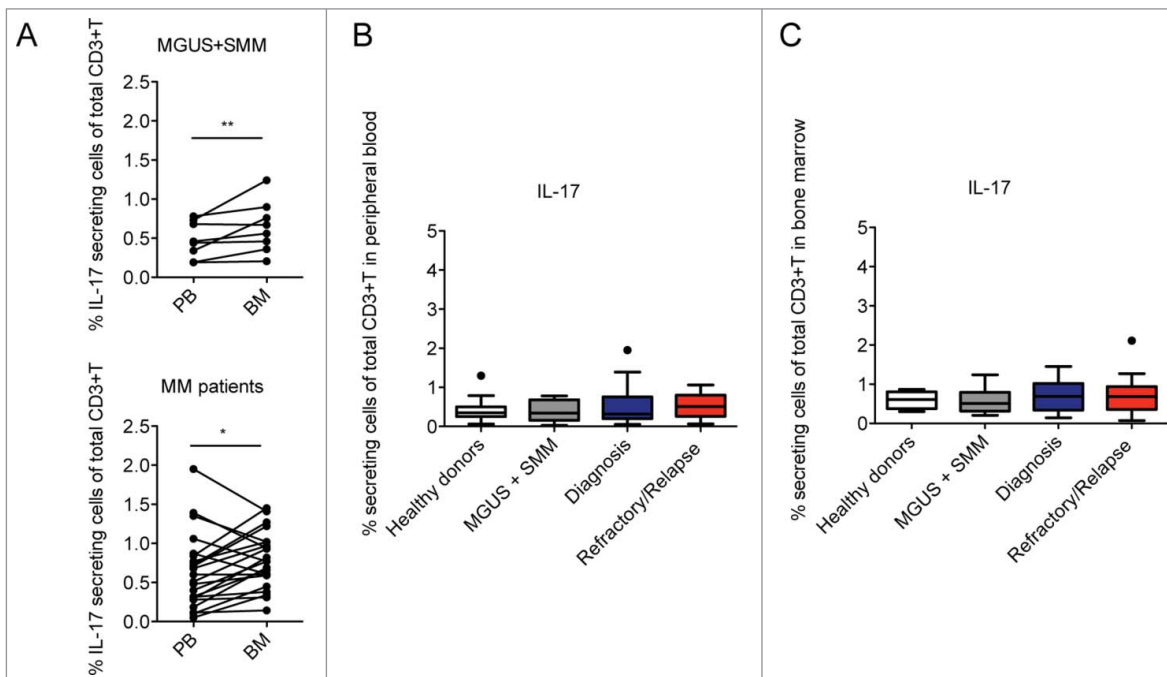 A
MGUS+SMM
% IL-17 secreting cells of total CD3+T
2.5
2.0
1.5
1.0
0.5
0.0
**
PB
BM
MM patients
% IL-17 secreting cells of total CD3+T
2.5
2.0
1.5
1.0
0.5
0.0
*
PB
BM
B
IL-17
% secreting cells of total CD3+T in peripheral blood
5
4
3
2
1
0
Healthy donors
MGUS + SMM
Diagnosis
Refractory/Relapse
C
IL-17
% secreting cells of total CD3+T in bone marrow
5
4
3
2
1
0
Healthy donors
MGUS + SMM
Diagnosis
Refractory/Relapse